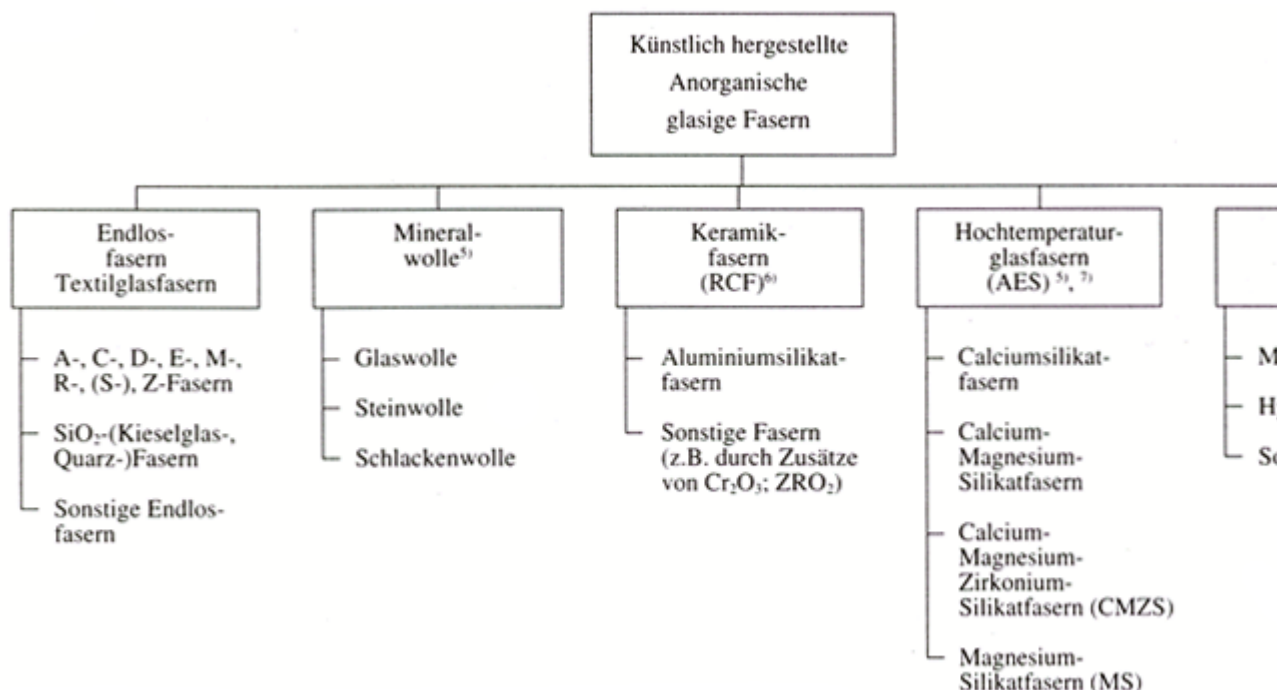 Künstlich hergestellte
Anorganische
glasige Fasern
Endlos-
fasern
Textilglasfasern
A-, C-, D-, E-, M-,
R-, (S-), Z-Fasern
SiO₂-(Kieselglas-,
Quarz-)Fasern
Sonstige Endlos-
fasern
Mineral-
wolle⁵⁾
Glaswolle
Steinwolle
Schlackenwolle
Keramik-
fasern
(RCF)⁶⁾
Aluminiumsilikat-
fasern
Sonstige Fasern
(z.B. durch Zusätze
von Cr₂O₃; ZRO₂)
Hochtemperatur-
glasfasern
(AES) ⁵⁾, ⁷⁾
Calciumsilikat-
fasern
Calcium-
Magnesium-
Silikatfasern
Calcium-
Magnesium-
Zirkonium-
Silikatfasern (CMZS)
Magnesium-
Silikatfasern (MS)